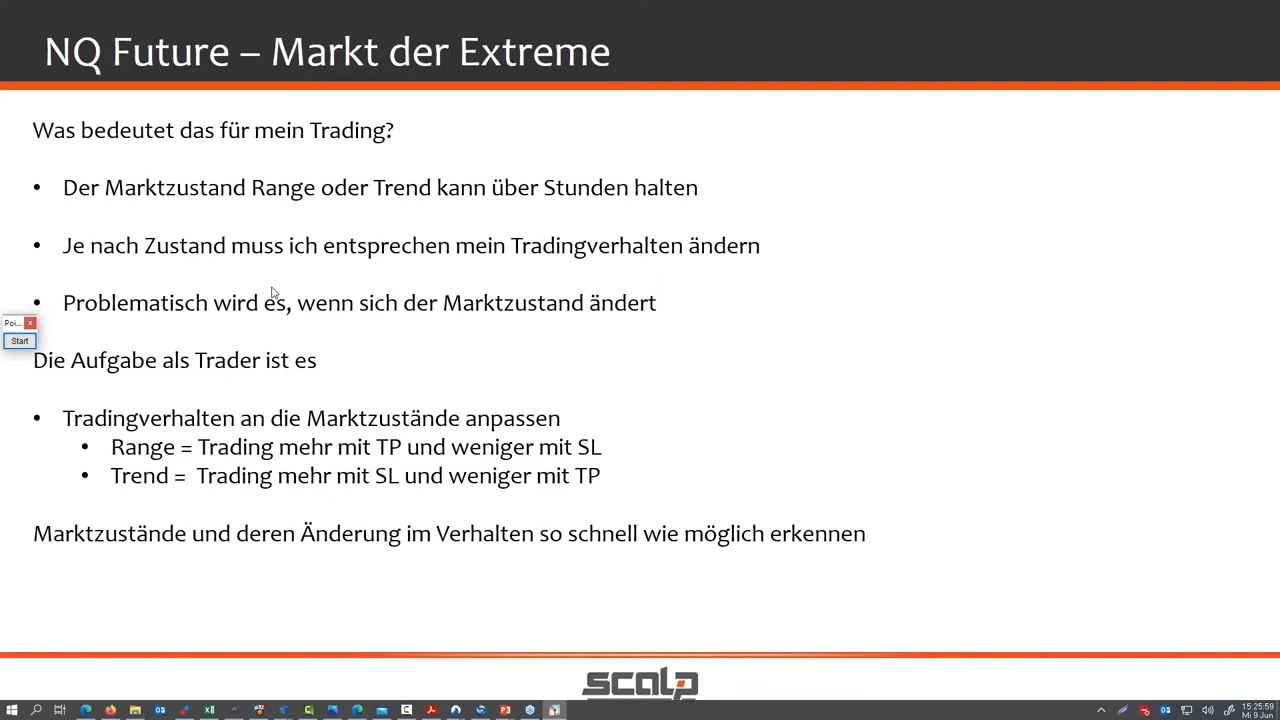 NQ Future – Markt der Extreme
Was bedeutet das für mein Trading?
• Der Marktzustand Range oder Trend kann über Stunden halten
• Je nach Zustand muss ich entsprechen mein Tradingverhalten ändern
• Problematisch wird es, wenn sich der Marktzustand ändert
Poi... x
Start
Die Aufgabe als Trader ist es
• Tradingverhalten an die Marktzustände anpassen
• Range = Trading mehr mit TP und weniger mit SL
• Trend = Trading mehr mit SL und weniger mit TP
Marktzustände und deren Änderung im Verhalten so schnell wie möglich erkennen
scalp
15:25:59
Mi 9 Jun